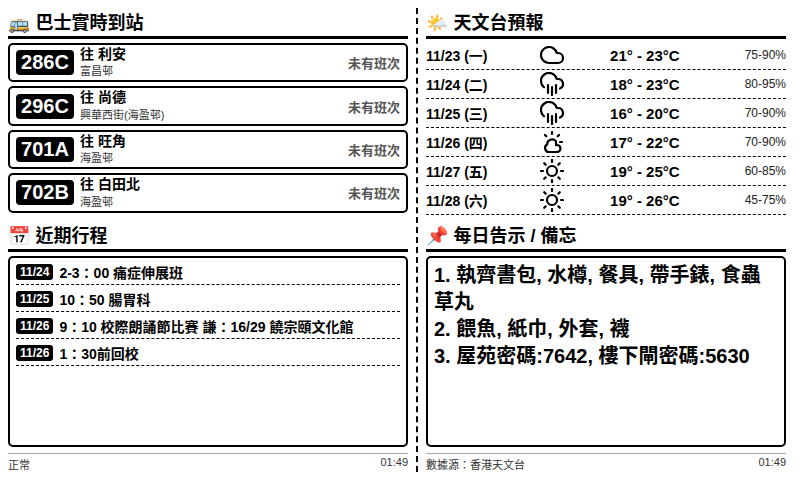 巴士實時到站
286C 往 利安 未有班次
富昌邨
296C 往 尚德 未有班次
興華西街(海盈邨)
701A 往 旺角 未有班次
海盈邨
702B 往 白田北 未有班次
海盈邨
近期行程
11/24 2-3：00 痛症伸展班
11/25 10：50 腸胃科
11/26 9：10 校際朗誦節比賽 謙：16/29 饒宗頤文化館
11/26 1：30前回校
正常 01:49
天文台預報
11/23 (一) 21° - 23°C 75-90%
11/24 (二) 18° - 23°C 80-95%
11/25 (三) 16° - 20°C 70-90%
11/26 (四) 17° - 22°C 70-90%
11/27 (五) 19° - 25°C 60-85%
11/28 (六) 19° - 26°C 45-75%
每日告示 / 備忘
1. 執齊書包, 水樽, 餐具, 帶手錶, 食蟲
草丸
2. 餵魚, 紙巾, 外套, 襪
3. 屋苑密碼:7642, 樓下閘密碼:5630
數據源：香港天文台 01:49